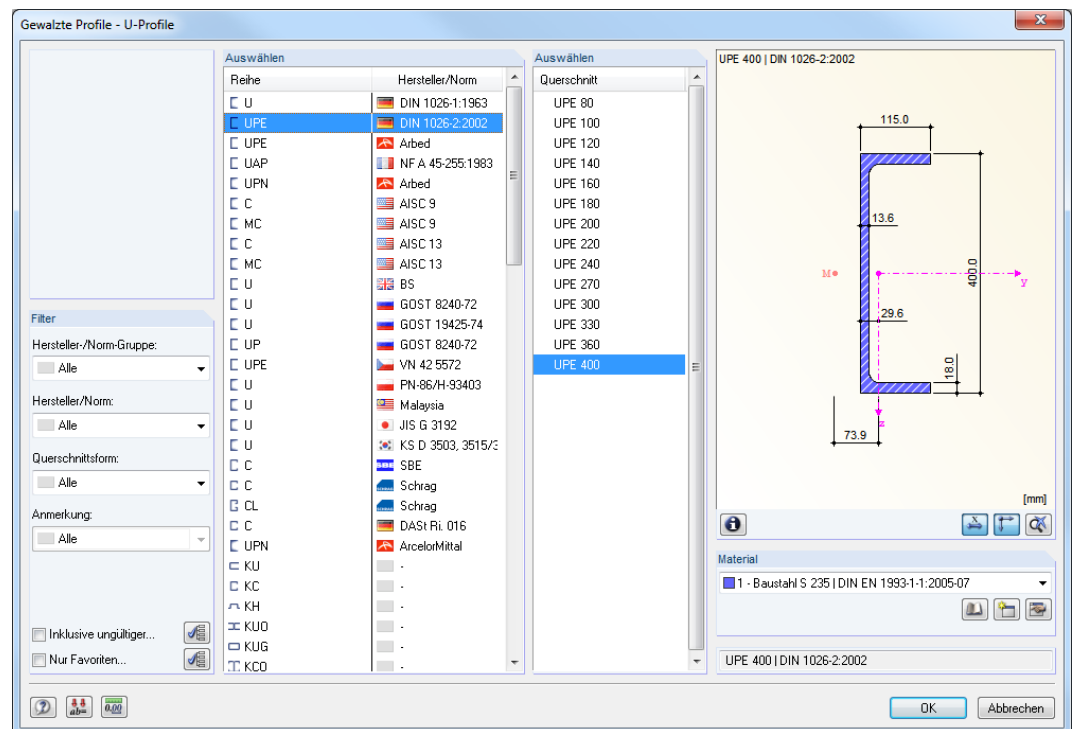 Gewalzte Profile - U-Profile
Auswählen
Reihe Hersteller/Norm
U DIN 1026-1:1963
UPE DIN 1026-2:2002
UPE Arbed
UAP NF A 45-255:1983
UPN Arbed
C AISC 9
MC AISC 9
C AISC 13
MC AISC 13
U BS
U GOST 8240-72
U GOST 19425-74
UP GOST 8240-72
UPE VN 42 5572
U PN-86/H-93403
U Malaysia
U JIS G 3192
U KS D 3503, 3515/3
C SBE
C Schrag
CL Schrag
C DASt Ri. 016
UPN ArcelorMittal
KU -
KC -
KH -
KUO -
KUG -
KCO -
Auswählen
Querschnitt
UPE 80
UPE 100
UPE 120
UPE 140
UPE 160
UPE 180
UPE 200
UPE 220
UPE 240
UPE 270
UPE 300
UPE 330
UPE 360
UPE 400
UPE 400 | DIN 1026-2:2002
115.0
13.6
M
400.0
y
29.6
18.0
z
73.9
[mm]
Filter
Hersteller-/Norm-Gruppe:
Alle
Hersteller/Norm:
Alle
Querschnittsform:
Alle
Anmerkung:
Alle
Inklusive ungültiger...
Nur Favoriten...
Material
1 - Baustahl S 235 | DIN EN 1993-1-1:2005-07
UPE 400 | DIN 1026-2:2002
ab=
0.00
OK
Abbrechen